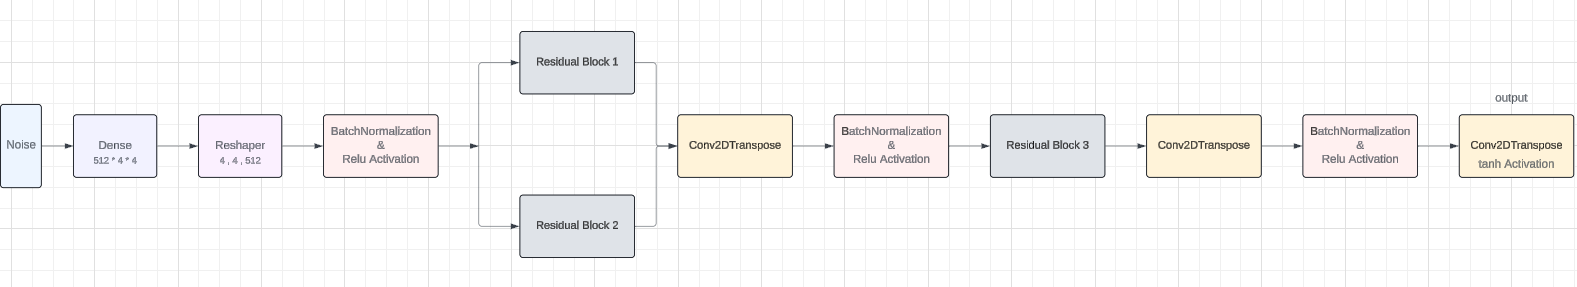 Noise
Dense
512 * 4 * 4
Reshaper
4 , 4 , 512
BatchNormalization
&
Relu Activation
Residual Block 1
Residual Block 2
Conv2DTranspose
BatchNormalization
&
Relu Activation
Residual Block 3
Conv2DTranspose
BatchNormalization
&
Relu Activation
output
Conv2DTranspose
tanh Activation